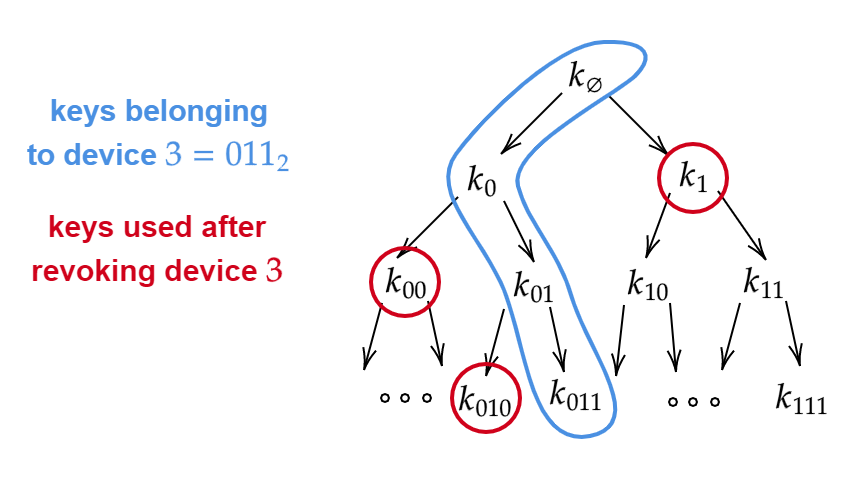 keys belonging
to device 3 = 011₂
keys used after
revoking device 3
k∅
k₀
k₁
k₀₀
k₀₁
k₁₀
k₁₁
k₀₁₀
k₀₁₁
k₁₁₁